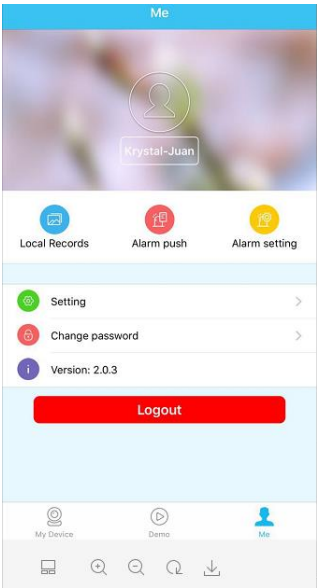 Me
Krystal-Juan
Local Records
Alarm push
Alarm setting
Setting
Change password
Version: 2.0.3
Logout
My Device
Demo
Me